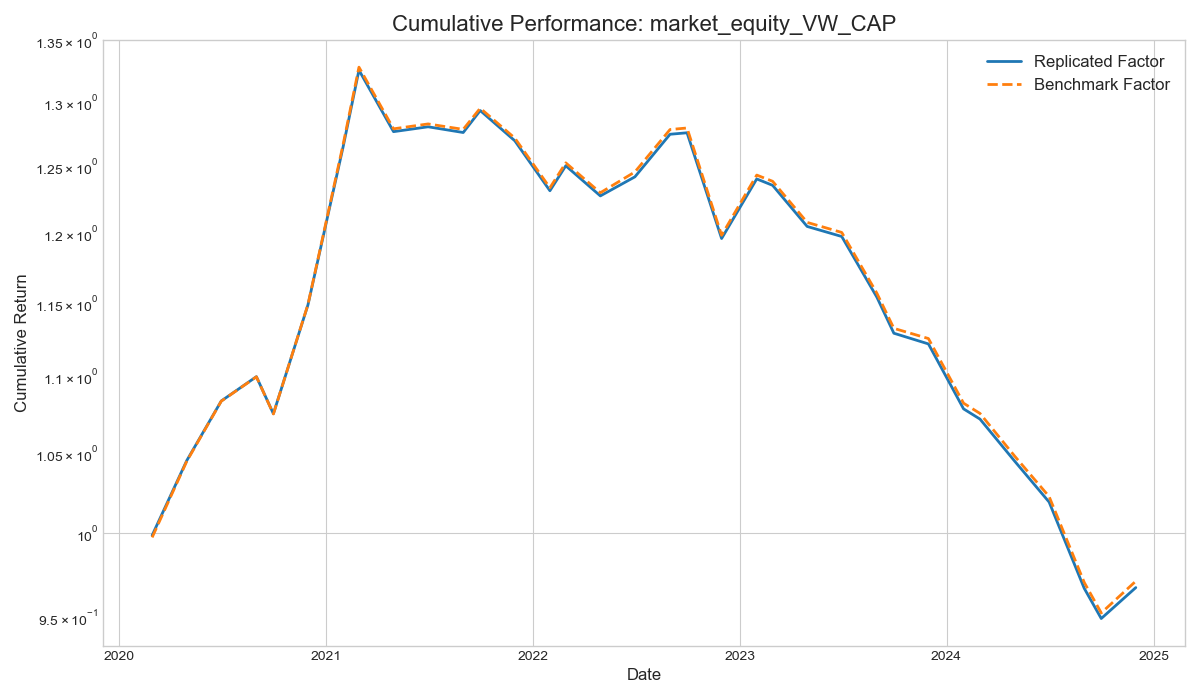 Cumulative Performance: market_equity_VW_CAP
Replicated Factor
Benchmark Factor
Cumulative Return
1.35 × 10⁰
1.3 × 10⁰
1.25 × 10⁰
1.2 × 10⁰
1.15 × 10⁰
1.1 × 10⁰
1.05 × 10⁰
10⁰
9.5 × 10⁻¹
2020 2021 2022 2023 2024 2025
Date